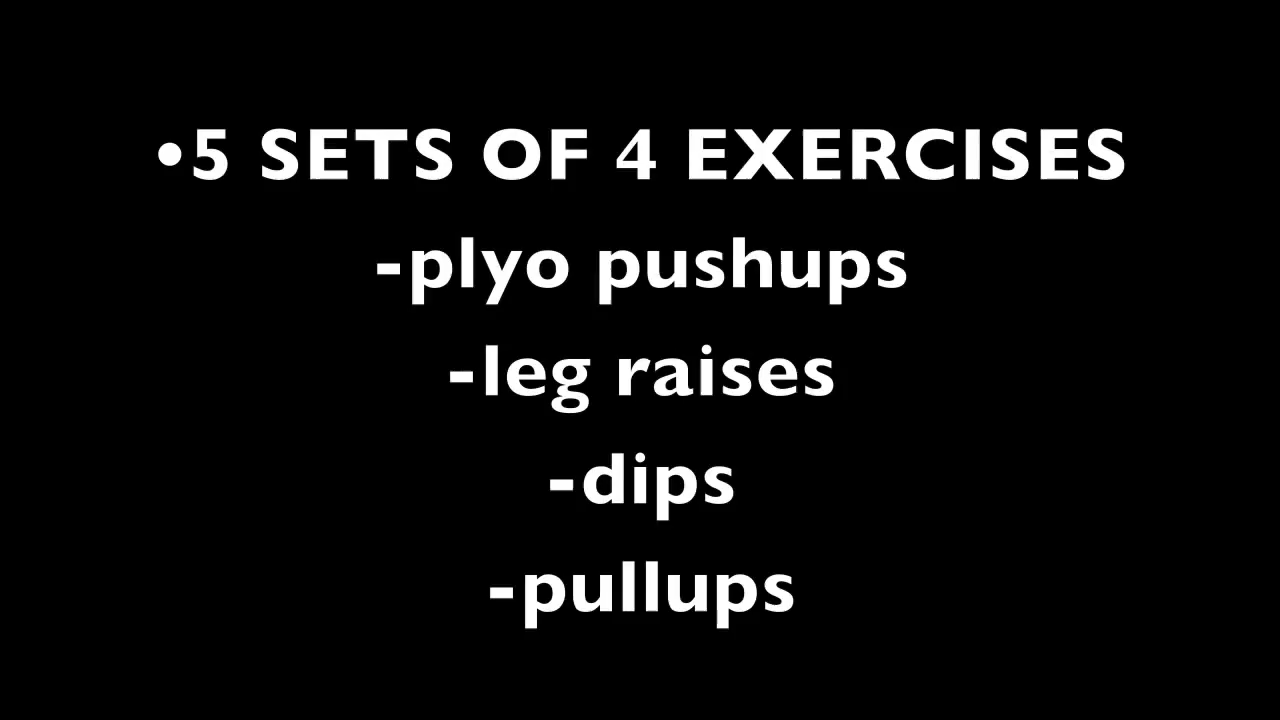 •5 SETS OF 4 EXERCISES
-plyo pushups
-leg raises
-dips
-pullups